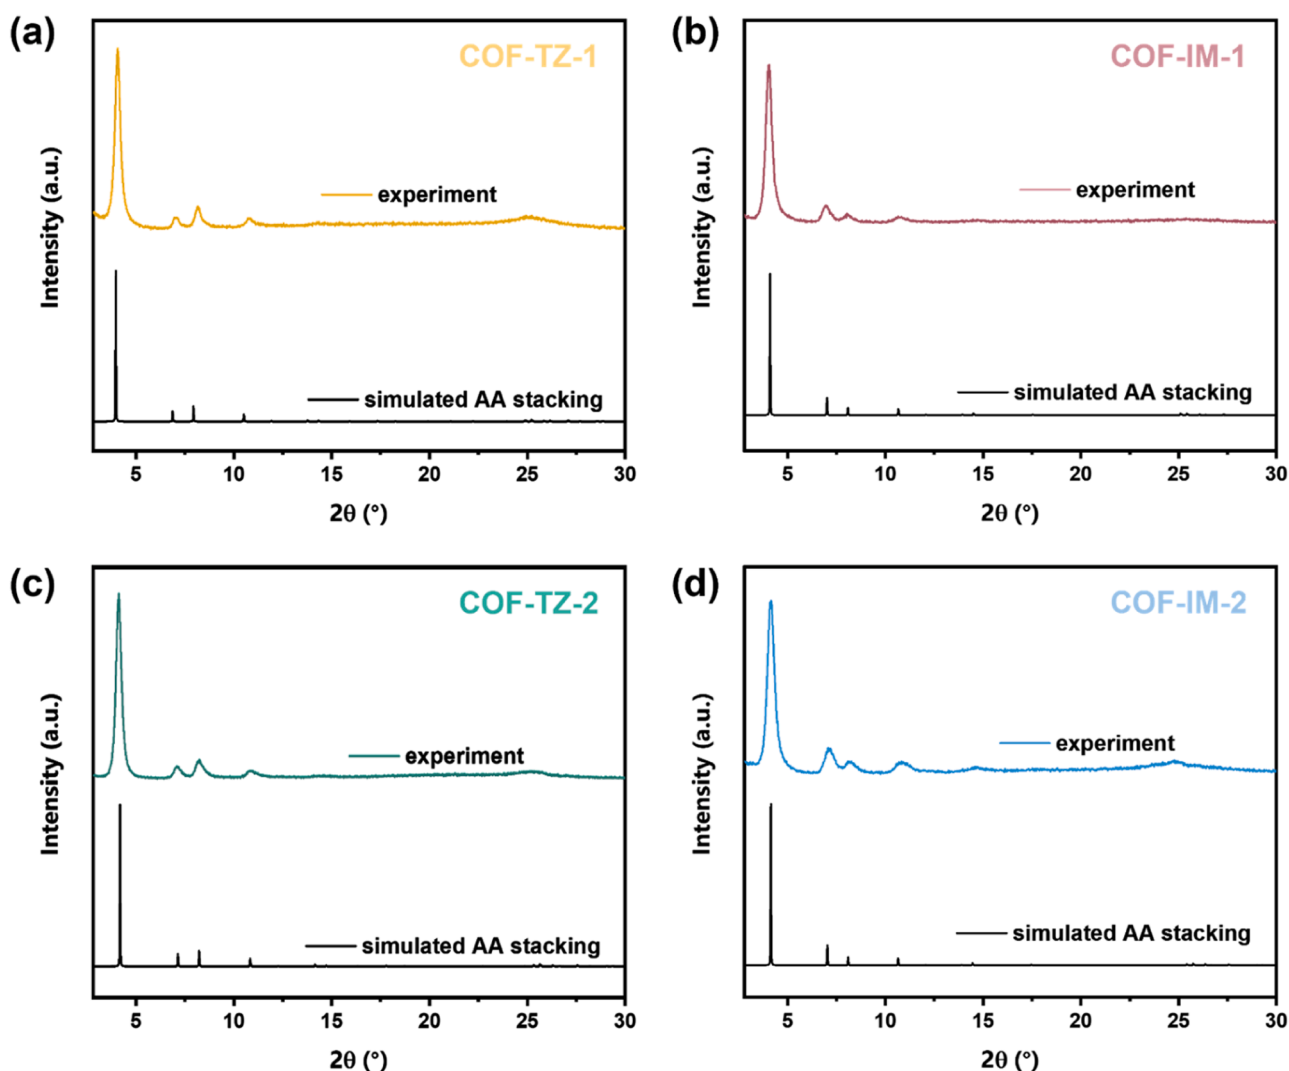 (a)
COF-TZ-1
experiment
simulated AA stacking
Intensity (a.u.)
5 10 15 20 25 30
2θ (°)
(b)
COF-IM-1
experiment
simulated AA stacking
Intensity (a.u.)
5 10 15 20 25 30
2θ (°)
(c)
COF-TZ-2
experiment
simulated AA stacking
Intensity (a.u.)
5 10 15 20 25 30
2θ (°)
(d)
COF-IM-2
experiment
simulated AA stacking
Intensity (a.u.)
5 10 15 20 25 30
2θ (°)